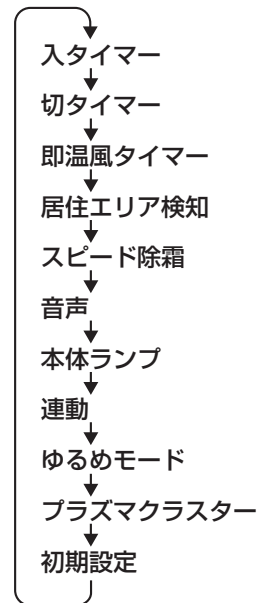 入タイマー
切タイマー
即温風タイマー
居住エリア検知
スピード除霜
音声
本体ランプ
連動
ゆるめモード
プラズマクラスター
初期設定